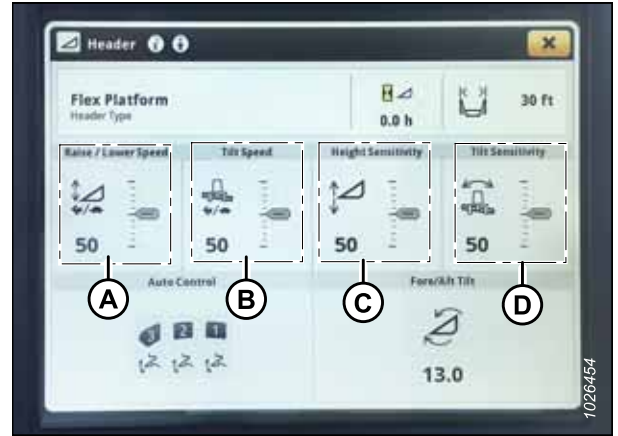 Header
Flex Platform
Header Type
0.0 h
30 ft
Raise / Lower Speed
Tilt Speed
Height Sensitivity
Tilt Sensitivity
50
50
50
50
A
B
C
D
Auto Control
Fore/Aft Tilt
3 2 1
13.0
1026454